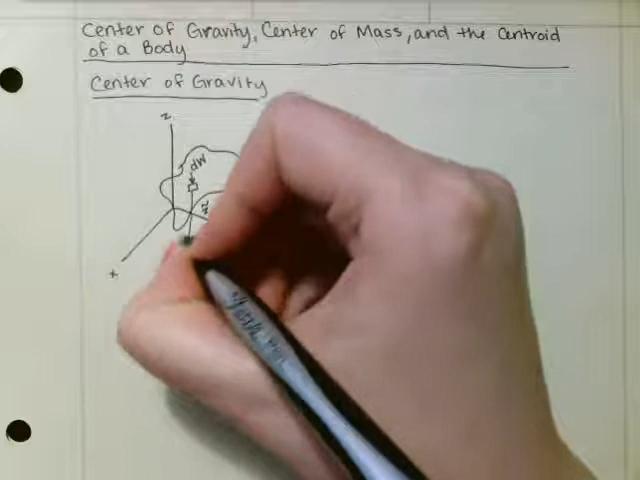 Center of Gravity, Center of Mass, and the Centroid
of a Body
Center of Gravity
z
dW
z̃
x